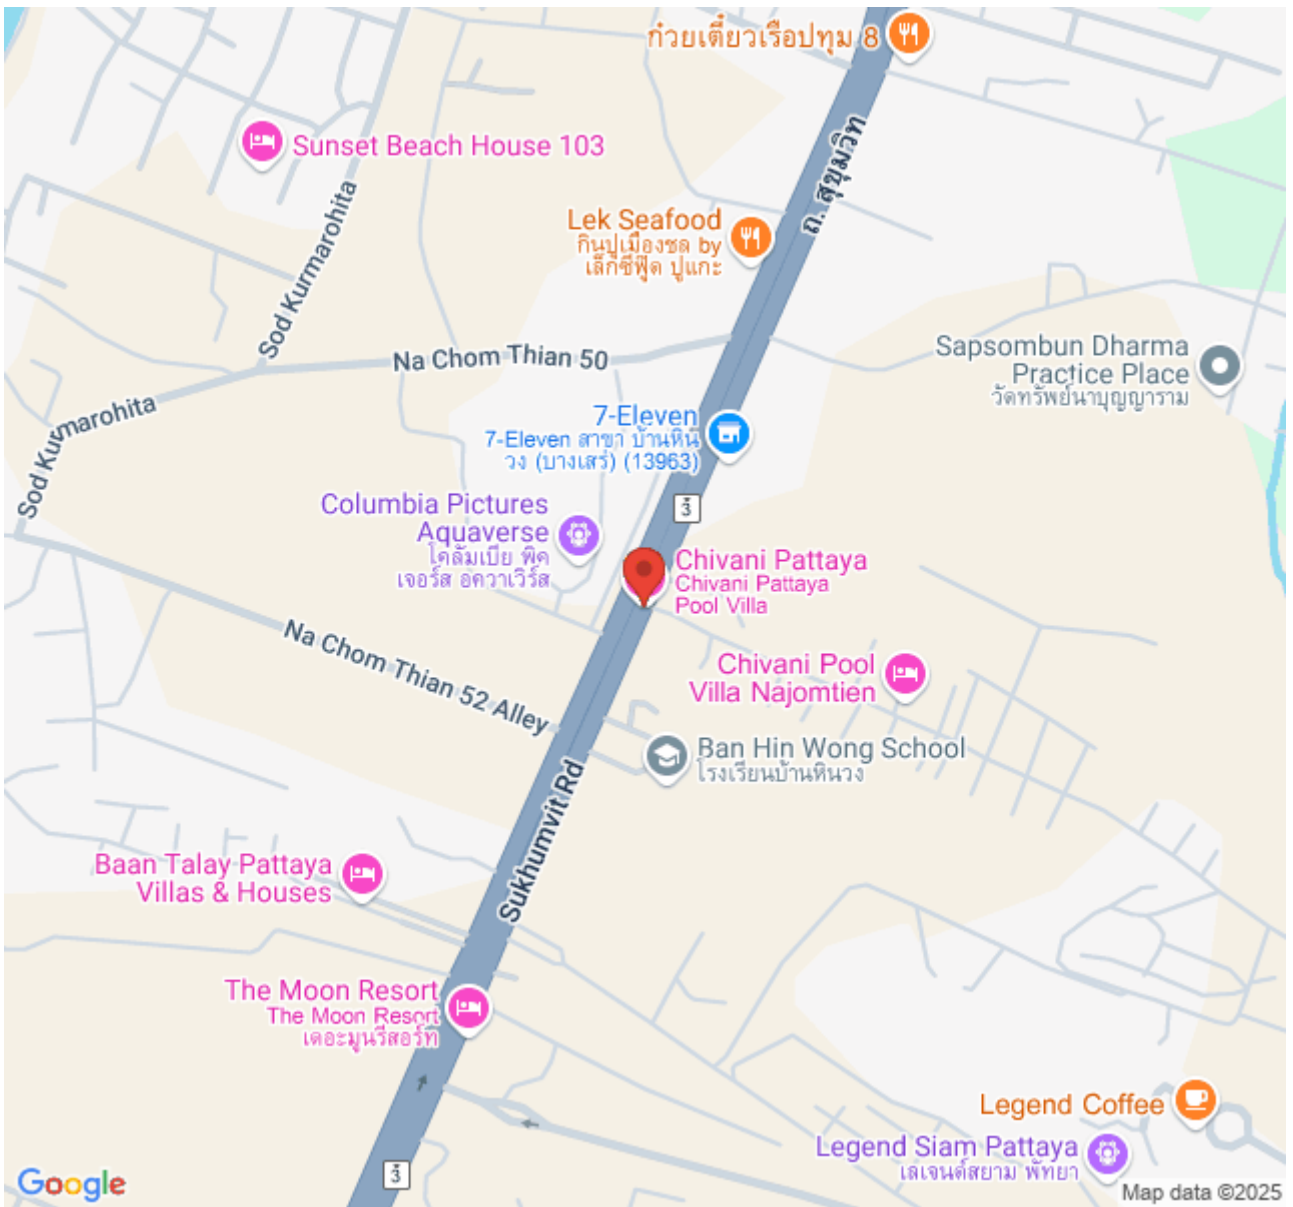 ก๋วยเตี๋ยวเรือปทุม 8
Sunset Beach House 103
ถ. สุขุมวิท
Lek Seafood
กินปูเมืองชล by
เล็กซีฟู๊ด ปูแกะ
Sod Kurmarohita
Na Chom Thian 50
Sapsombun Dharma
Practice Place
วัดทรัพย์นาบุญญาราม
Sod Kurmarohita
7-Eleven
7-Eleven สาขา บ้านหิน
วง (บางเสร่) (13963)
3
Columbia Pictures
Aquaverse
โคลัมเบีย พิค
เจอร์ส อควาเวิร์ส
Chivani Pattaya
Chivani Pattaya
Pool Villa
Na Chom Thian 52 Alley
Chivani Pool
Villa Najomtien
Ban Hin Wong School
โรงเรียนบ้านหินวง
Sukhumvit Rd
Baan Talay Pattaya
Villas & Houses
The Moon Resort
The Moon Resort
เดอะมูนรีสอร์ท
Legend Coffee
Legend Siam Pattaya
เลเจนด์สยาม พัทยา
3
Google
Map data ©2025